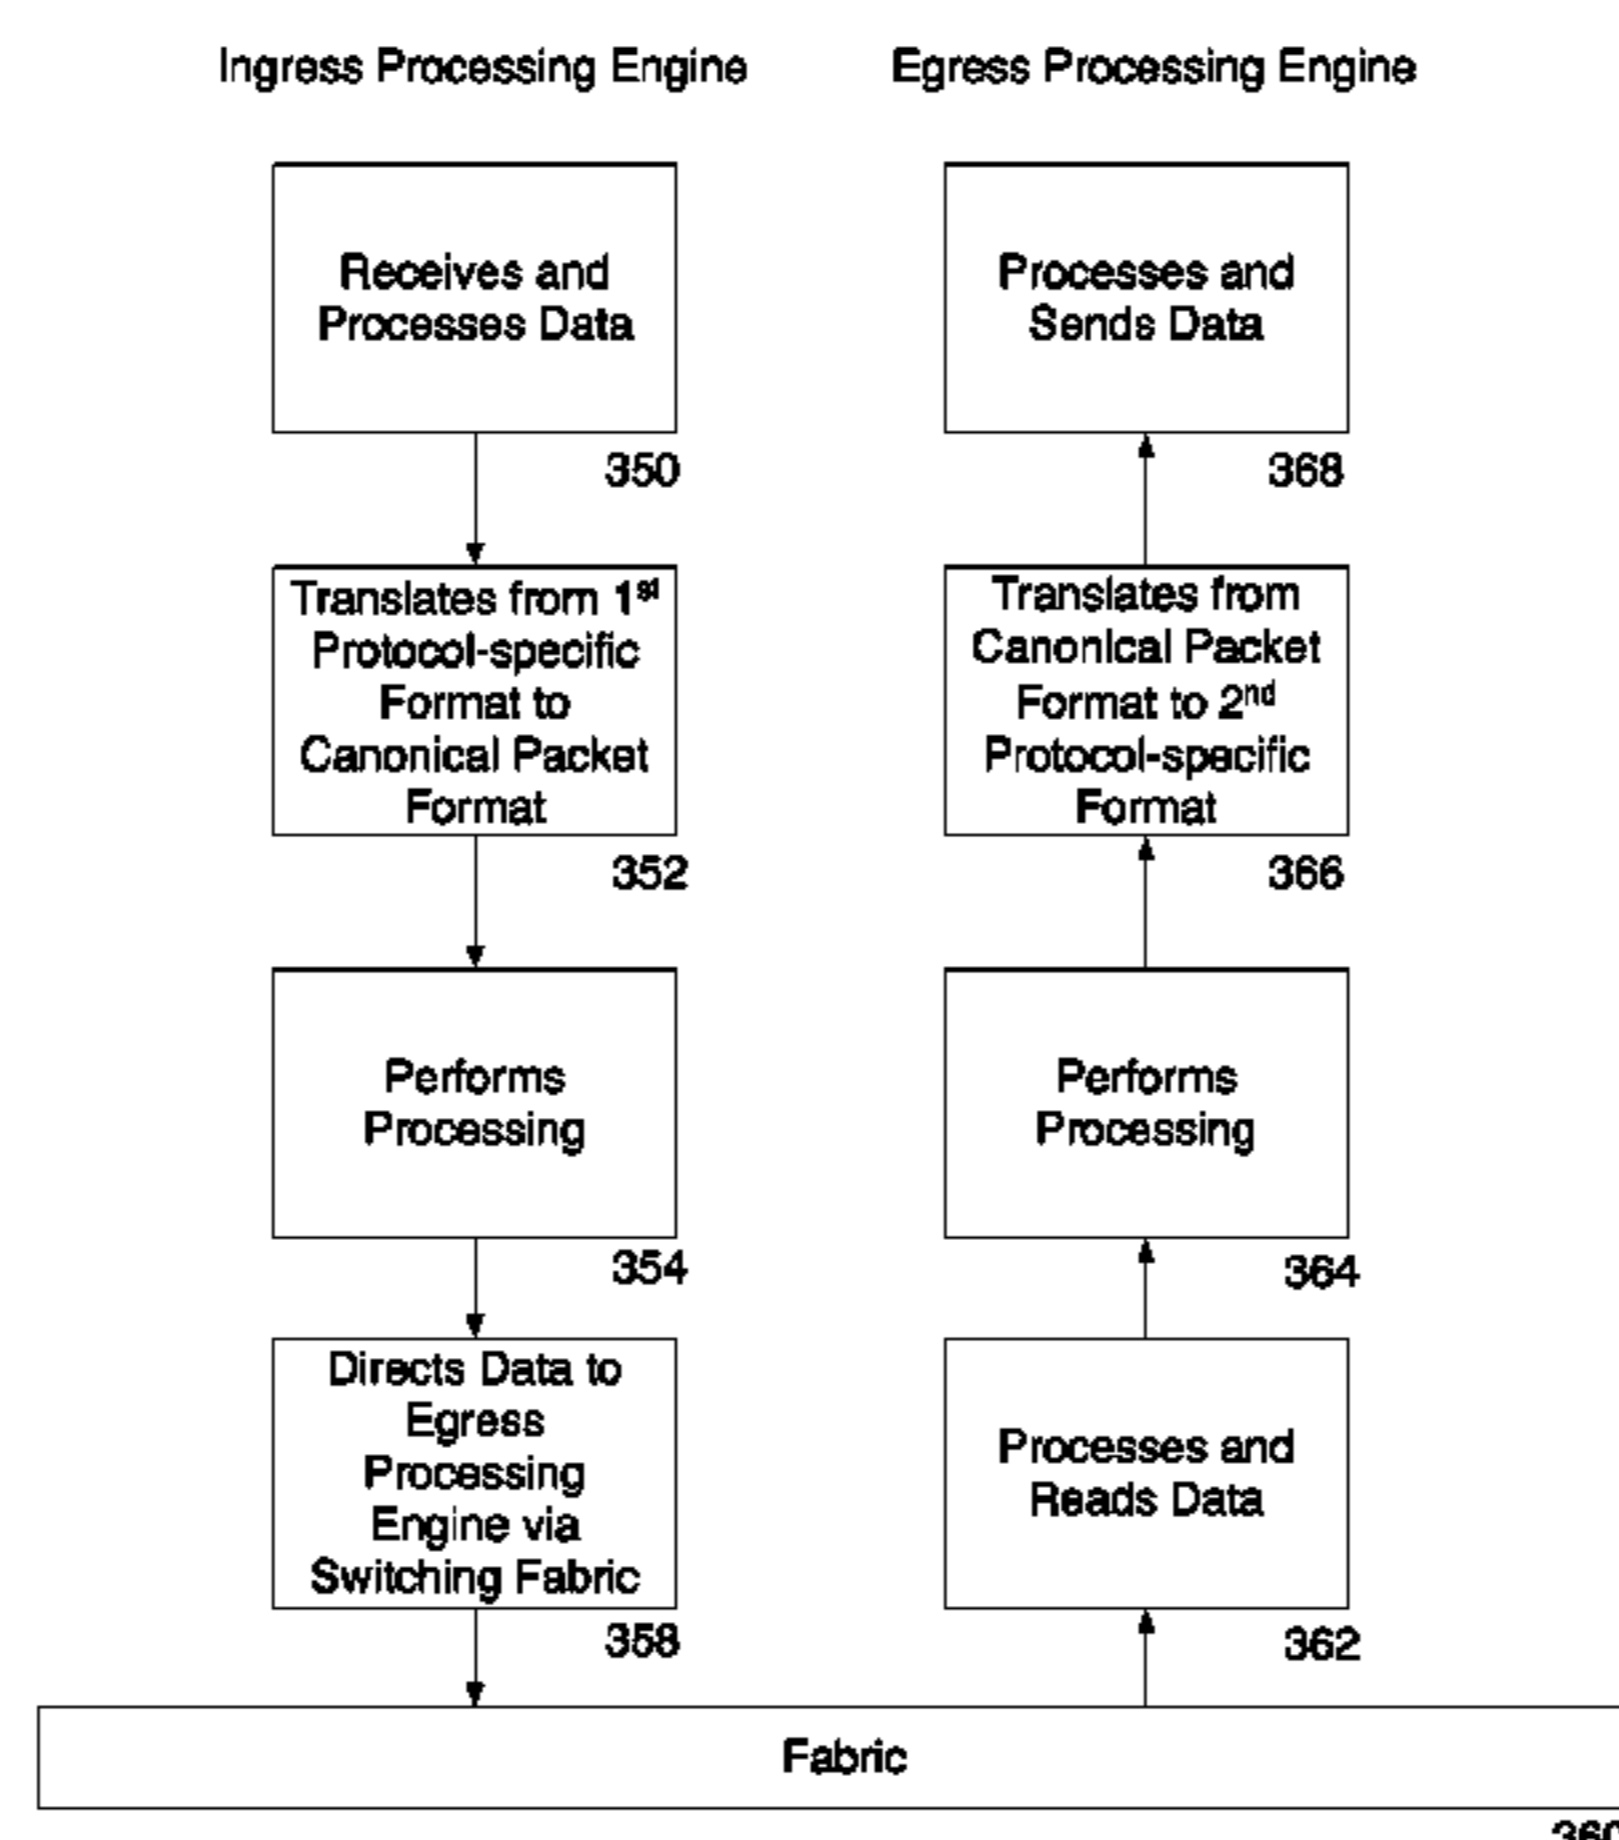 Ingress Processing Engine
Egress Processing Engine
Receives and
Processes Data
350
Translates from 1st
Protocol-specific
Format to
Canonical Packet
Format
352
Performs
Processing
354
Directs Data to
Egress
Processing
Engine via
Switching Fabric
358
Processes and
Sends Data
368
Translates from
Canonical Packet
Format to 2nd
Protocol-specific
Format
366
Performs
Processing
364
Processes and
Reads Data
362
Fabric